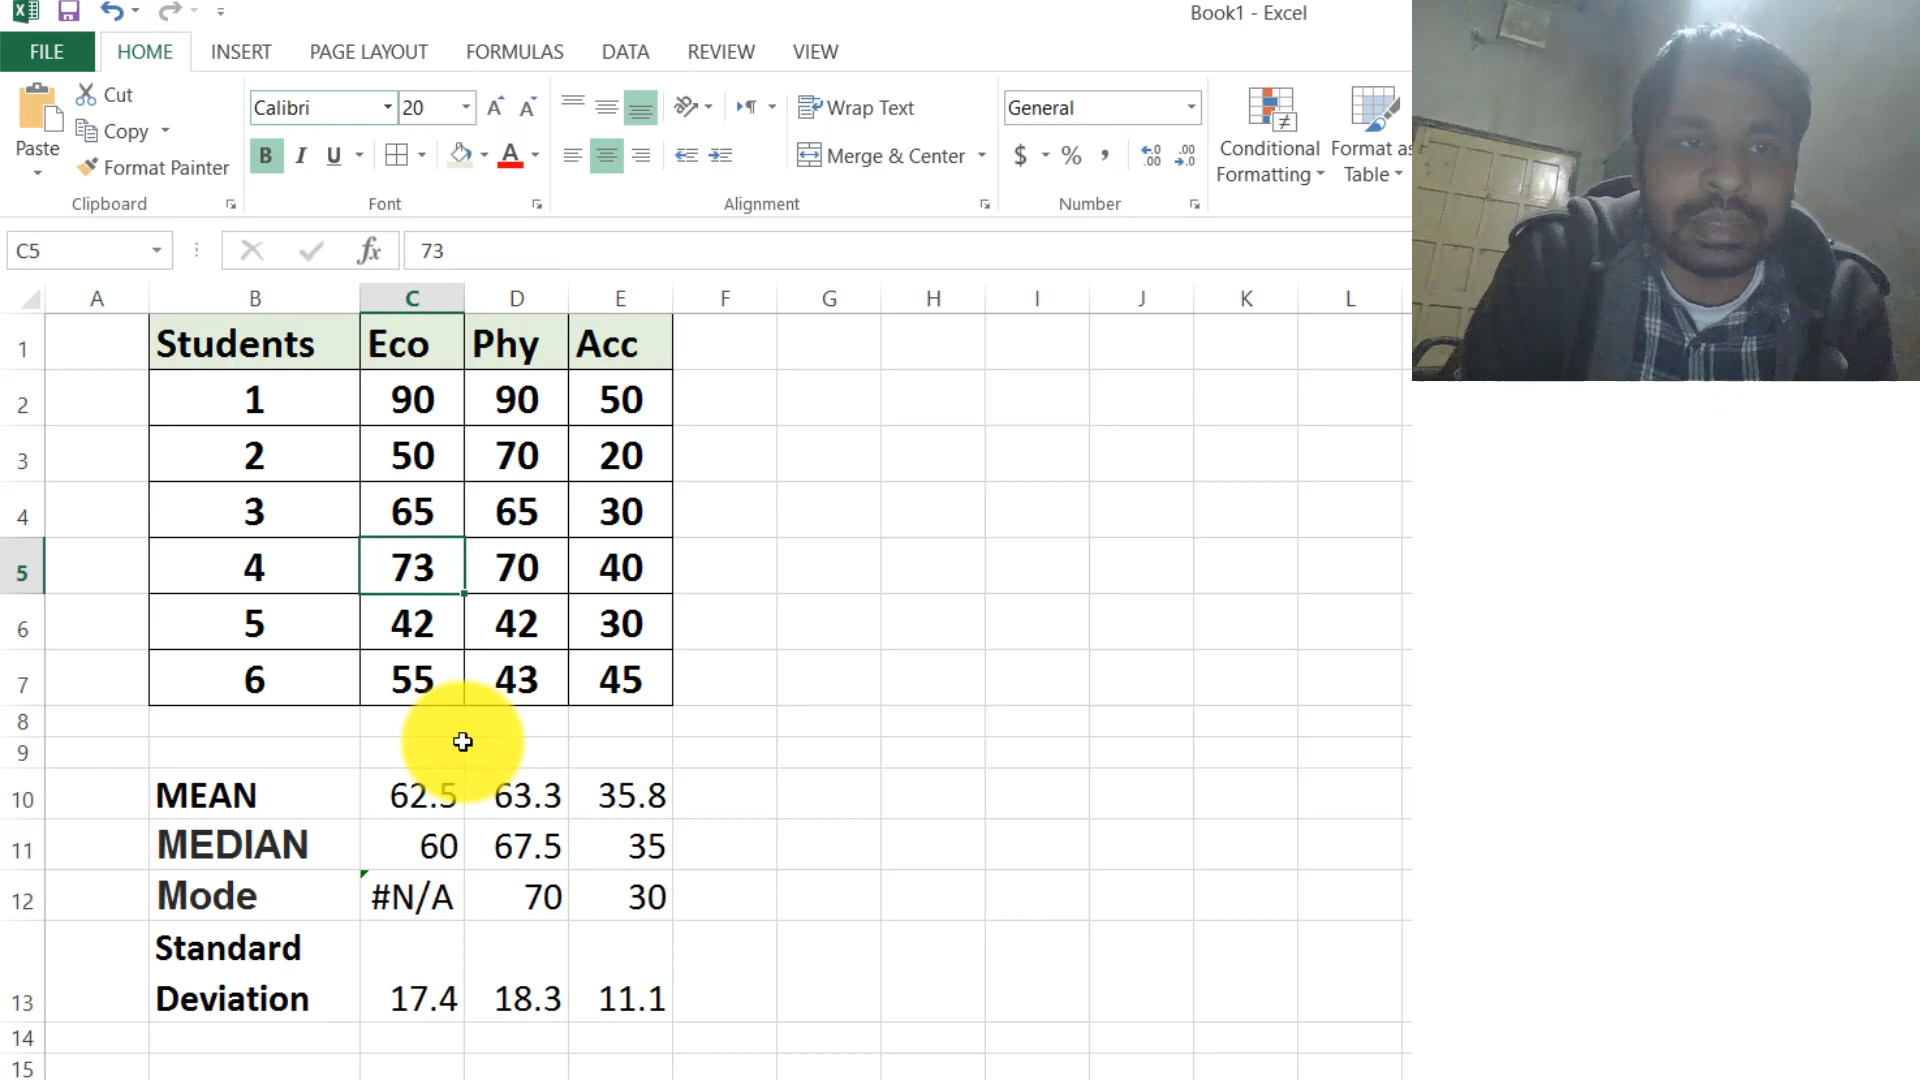 Book1 - Excel
FILE HOME INSERT PAGE LAYOUT FORMULAS DATA REVIEW VIEW
Paste
Cut
Copy
Format Painter
Clipboard
Calibri 20
B I U
Font
Wrap Text
Merge & Center
Alignment
General
$ % ,
Number
Conditional Formatting
Format as Table
C5 fx 73
A B C D E F G H I J K L
1 Students Eco Phy Acc
2 1 90 90 50
3 2 50 70 20
4 3 65 65 30
5 4 73 70 40
6 5 42 42 30
7 6 55 43 45
8
9
10 MEAN 62.5 63.3 35.8
11 MEDIAN 60 67.5 35
12 Mode #N/A 70 30
Standard
13 Deviation 17.4 18.3 11.1
14
15